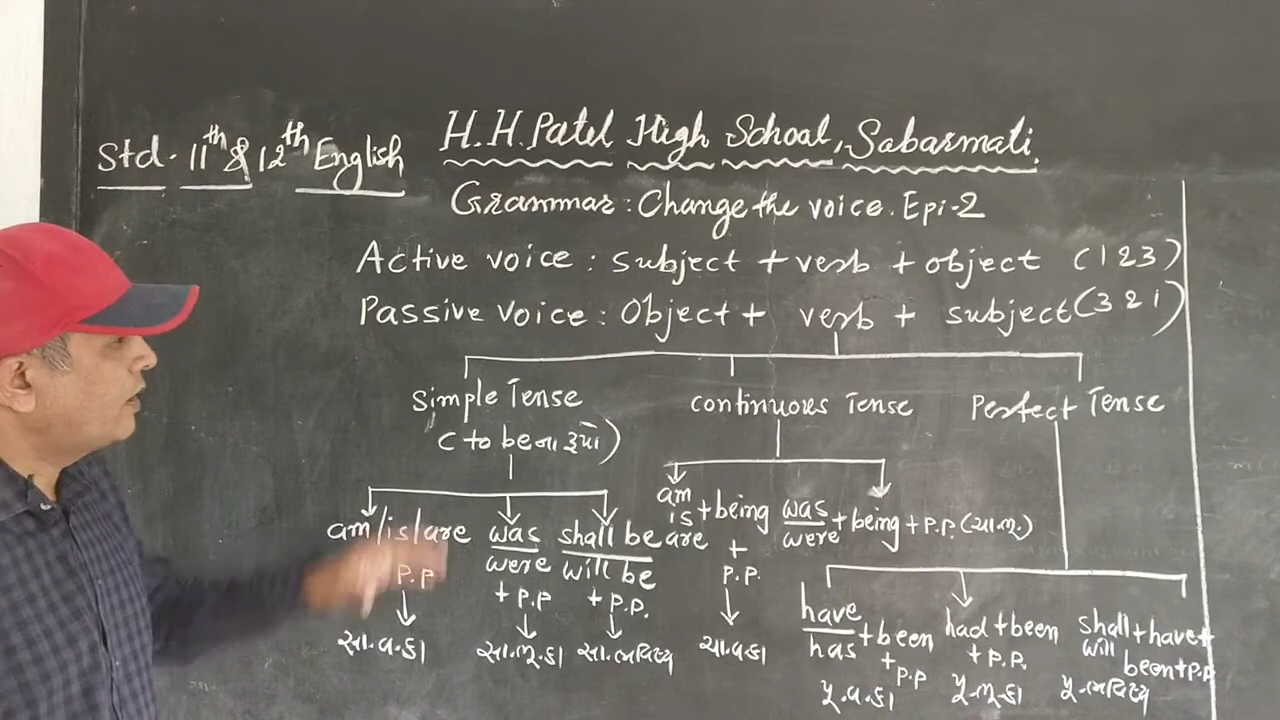 Std. 11th & 12th English
H.H. Patel High School, Sabarmati.
Grammar : Change the voice. Epi-2
Active voice : subject + verb + object (1 2 3)
Passive Voice : Object + verb + subject (3 2 1)
Simple Tense
( to be ના રૂપો )
am/is/are
P.P
સા.વ.કા
was
were
+ P.P
સા.ભૂ.કા
shall be
will be
+ P.P.
સા.ભવિષ્ય
Continuous Tense
am
is
are
+ being
+
P.P.
ચા.વ.કા
was
were
+ being + P.P. (ચા.ભૂ.)
Perfect Tense
have
has
+ been
+
P.P
પૂ.વ.કા
had + been
+ P.P.
પૂ.ભૂ.કા
shall
will
+ have +
been + P.P
પૂ.ભવિષ્ય